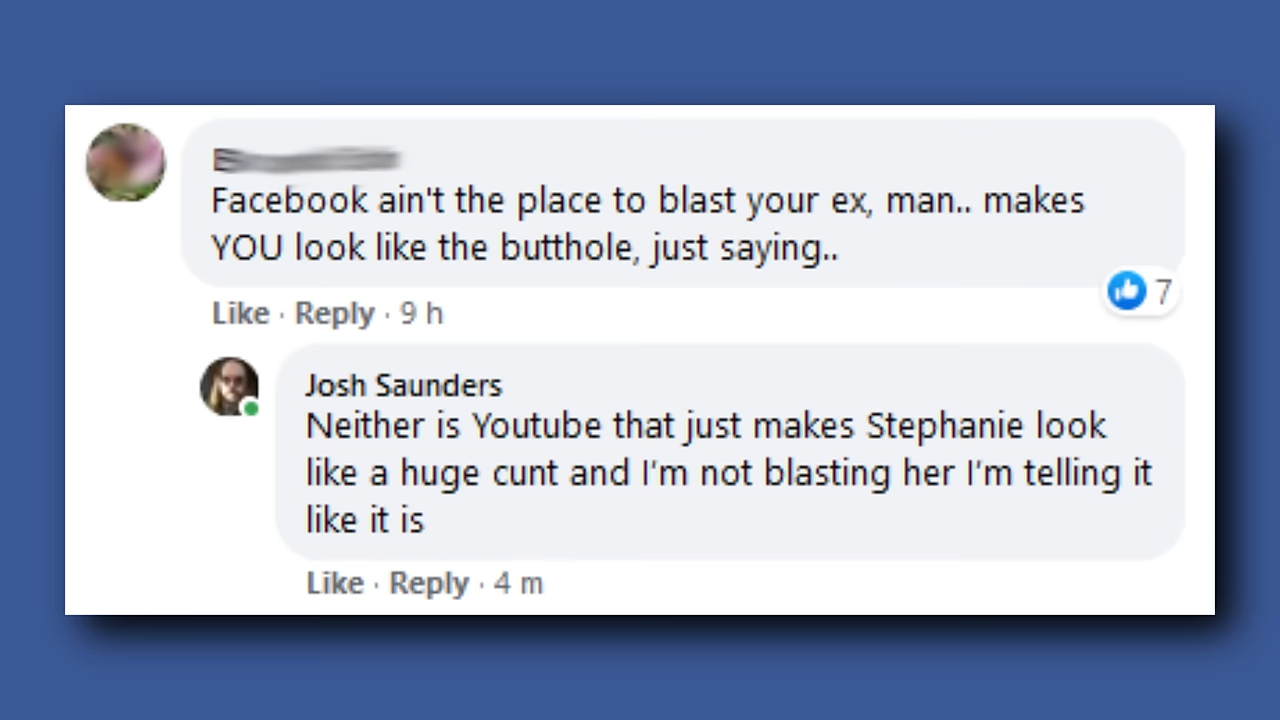 Facebook ain't the place to blast your ex, man.. makes
YOU look like the butthole, just saying..
7
Like · Reply · 9 h
Josh Saunders
Neither is Youtube that just makes Stephanie look
like a huge cunt and I'm not blasting her I'm telling it
like it is
Like · Reply · 4 m